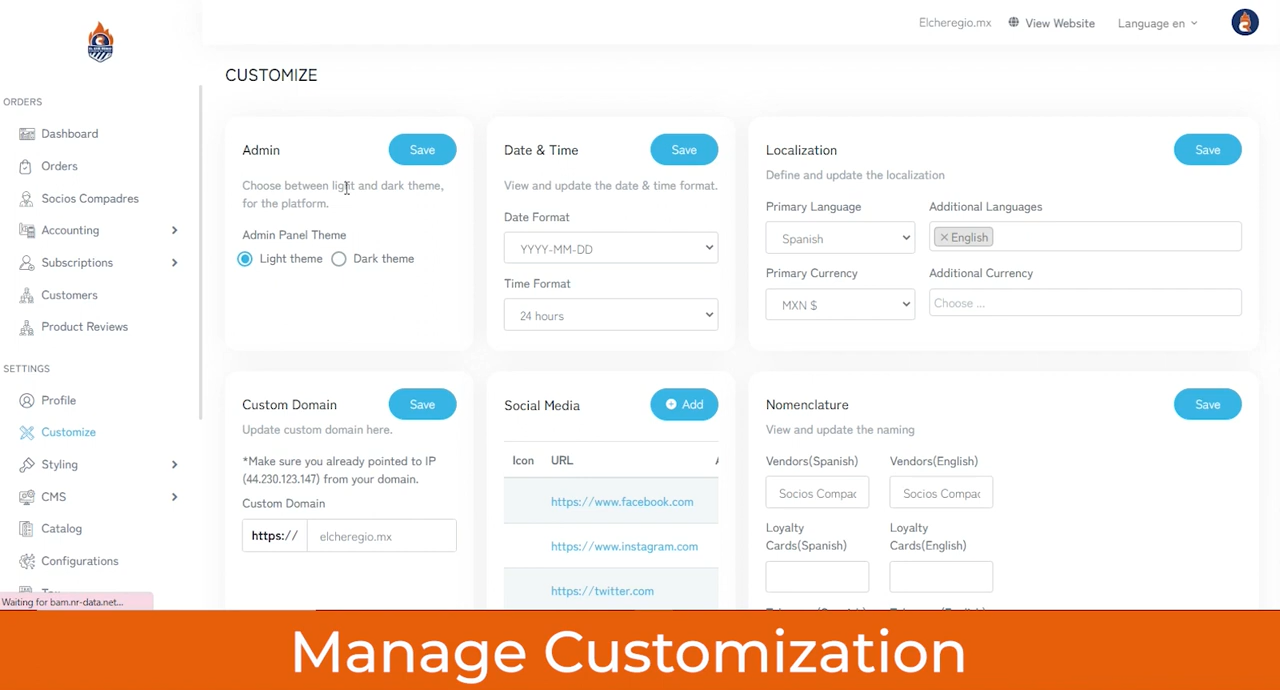 Elcheregio.mx
View Website
Language en
ORDERS
Dashboard
Orders
Socios Compadres
Accounting
Subscriptions
Customers
Product Reviews
SETTINGS
Profile
Customize
Styling
CMS
Catalog
Configurations
Waiting for bam.nr-data.net...
CUSTOMIZE
Admin
Save
Choose between light and dark theme,
for the platform.
Admin Panel Theme
Light theme
Dark theme
Date & Time
Save
View and update the date & time format.
Date Format
YYYY-MM-DD
Time Format
24 hours
Localization
Save
Define and update the localization
Primary Language
Additional Languages
Spanish
× English
Primary Currency
Additional Currency
MXN $
Choose ...
Custom Domain
Save
Update custom domain here.
*Make sure you already pointed to IP
(44.230.123.147) from your domain.
Custom Domain
https://
elcheregio.mx
Social Media
Add
Icon
URL
https://www.facebook.com
https://www.instagram.com
https://twitter.com
Nomenclature
Save
View and update the naming
Vendors(Spanish)
Vendors(English)
Socios Compac
Socios Compac
Loyalty
Cards(Spanish)
Loyalty
Cards(English)
Manage Customization